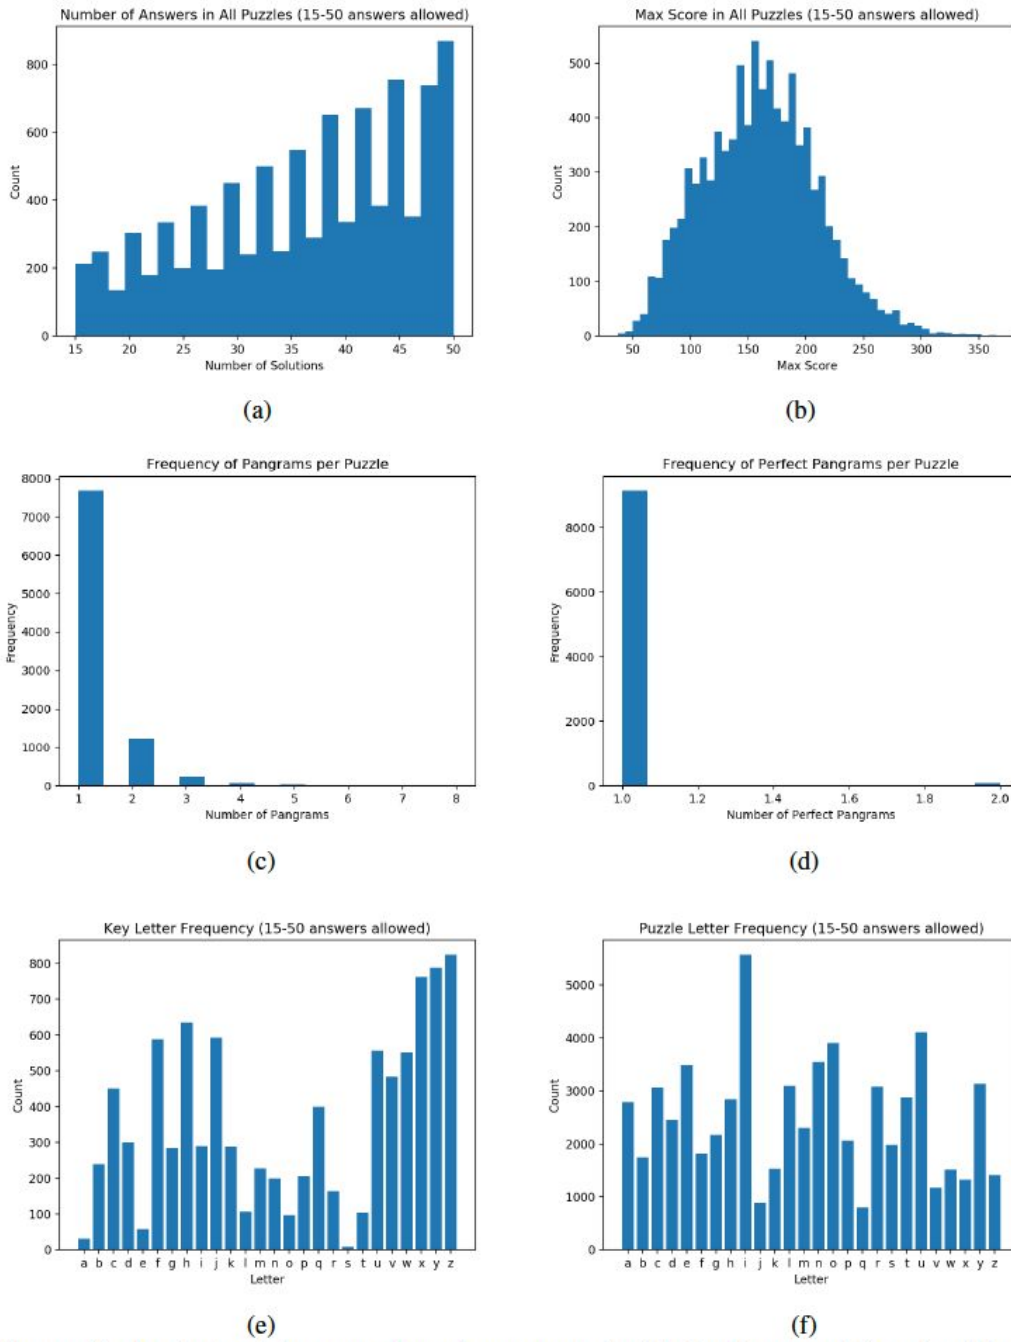 Number of Answers in All Puzzles (15-50 answers allowed)
800
600
400
200
0
Count
15 20 25 30 35 40 45 50
Number of Solutions
(a)
Max Score in All Puzzles (15-50 answers allowed)
500
400
300
200
100
0
Count
50 100 150 200 250 300 350
Max Score
(b)
Frequency of Pangrams per Puzzle
8000
7000
6000
5000
4000
3000
2000
1000
0
Frequency
1 2 3 4 5 6 7 8
Number of Pangrams
(c)
Frequency of Perfect Pangrams per Puzzle
8000
6000
4000
2000
0
Frequency
1.0 1.2 1.4 1.6 1.8 2.0
Number of Perfect Pangrams
(d)
Key Letter Frequency (15-50 answers allowed)
800
700
600
500
400
300
200
100
0
Count
a b c d e f g h i j k l m n o p q r s t u v w x y z
Letter
(e)
Puzzle Letter Frequency (15-50 answers allowed)
5000
4000
3000
2000
1000
0
Count
a b c d e f g h i j k l m n o p q r s t u v w x y z
Letter
(f)